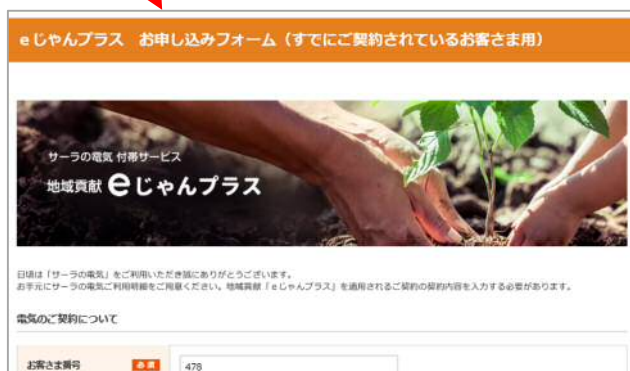 eじゃんプラス　お申し込みフォーム（すでにご契約されているお客さま用）
サーラの電気 付帯サービス
地域貢献 eじゃんプラス
日頃は「サーラの電気」をご利用いただき誠にありがとうございます。
お手元にサーラの電気ご利用明細をご用意ください。地域貢献「eじゃんプラス」を適用されるご契約の契約内容を入力する必要があります。
電気のご契約について
お客さま番号 必須 478